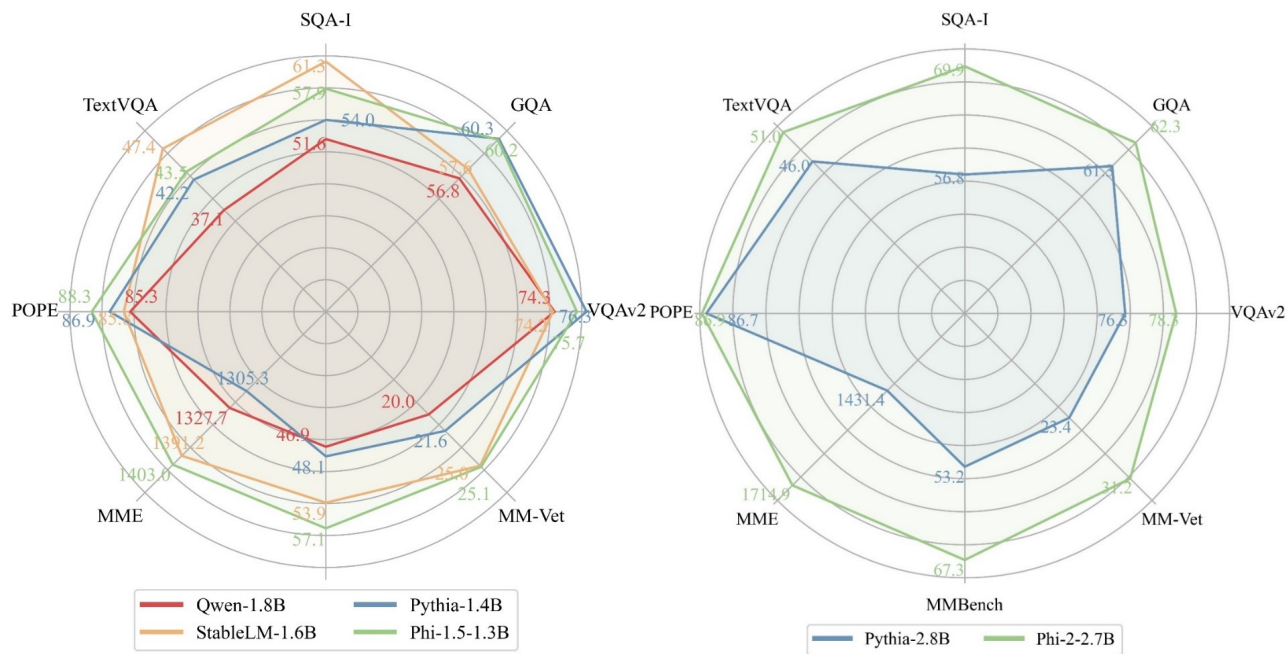 SQA-I
61.3
57.9
54.0
51.6
TextVQA
47.4
43.5
42.2
37.1
GQA
60.3
60.2
57.6
56.8
POPE
88.3
86.9
85.3
VQAv2
74.3
76.3
75.7
1305.3
1327.7
1391.2
1403.0
MME
20.0
21.6
25.0
25.1
MM-Vet
46.9
48.1
53.9
57.1
Qwen-1.8B
Pythia-1.4B
StableLM-1.6B
Phi-1.5-1.3B
SQA-I
69.9
56.8
TextVQA
51.0
46.0
GQA
62.3
POPE
86.9
86.7
VQAv2
76.3
78.3
1431.4
1714.9
MME
23.4
31.2
MM-Vet
53.2
67.3
MMBench
Pythia-2.8B
Phi-2-2.7B